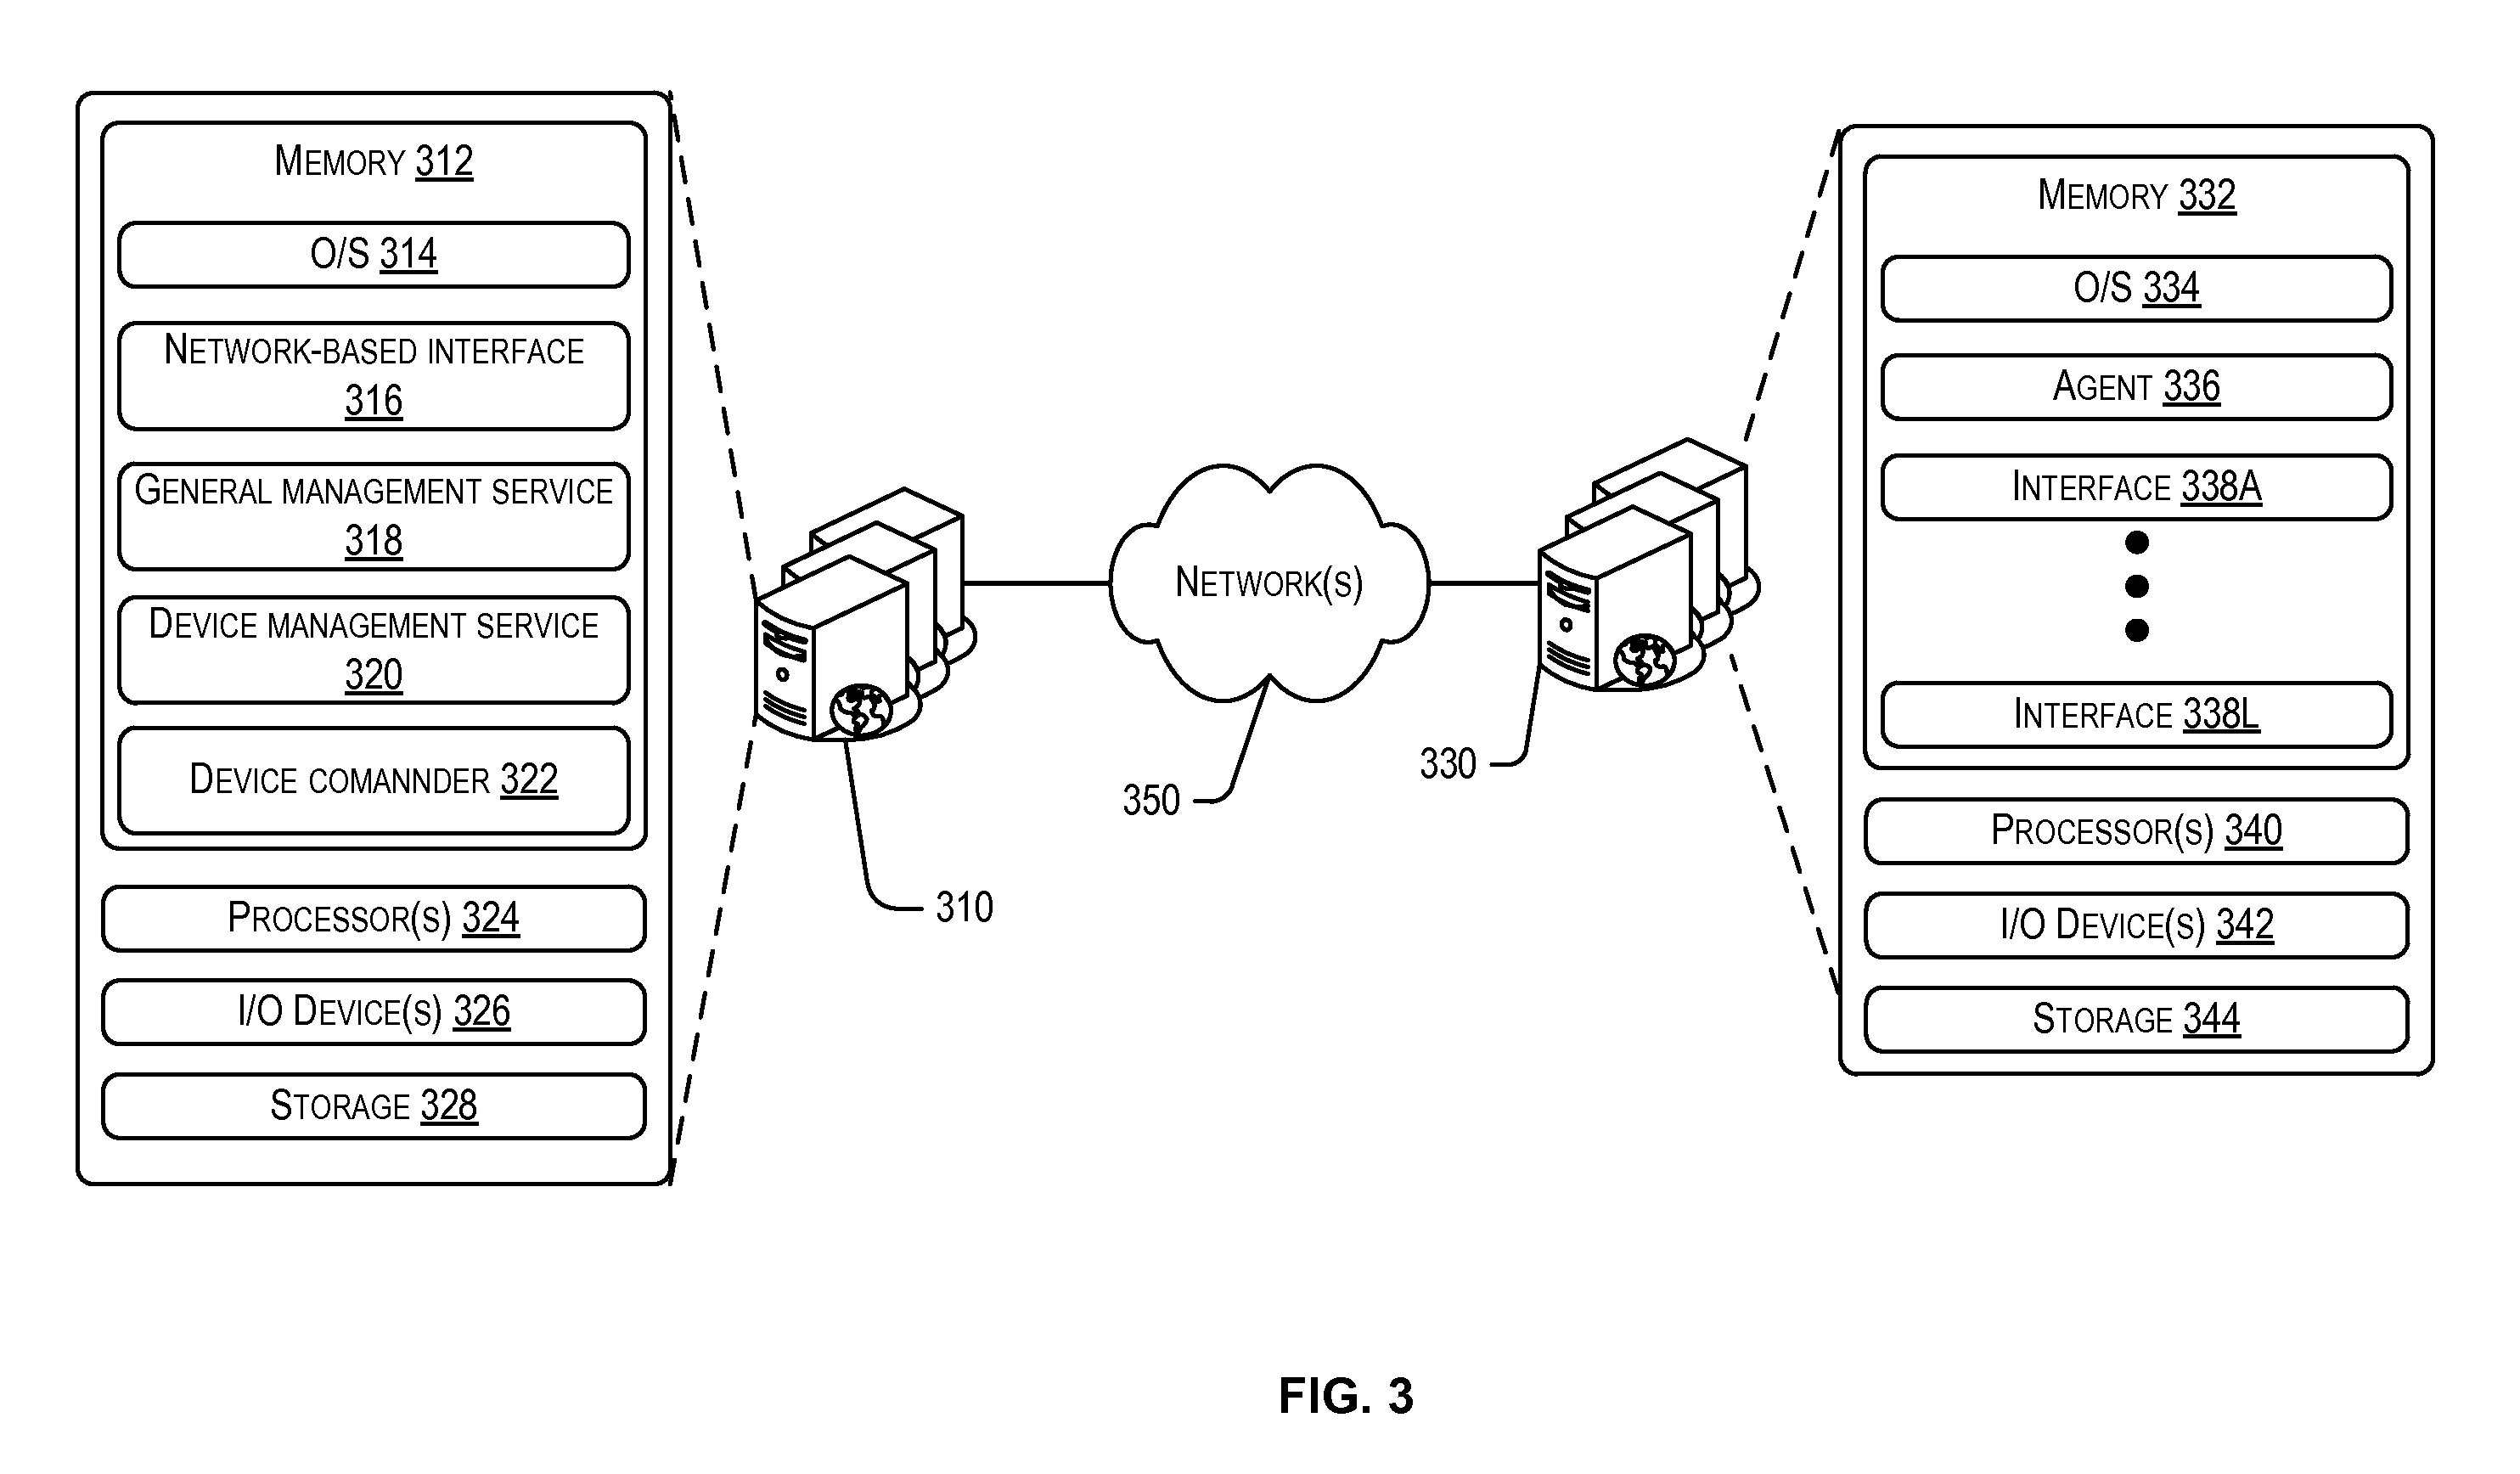 Memory 312
O/S 314
Network-based interface
316
General management service
318
Device management service
320
Device comannder 322
Processor(s) 324
I/O Device(s) 326
Storage 328
310
Network(s)
350
330
Memory 332
O/S 334
Agent 336
Interface 338A
Interface 338L
Processor(s) 340
I/O Device(s) 342
Storage 344
FIG. 3